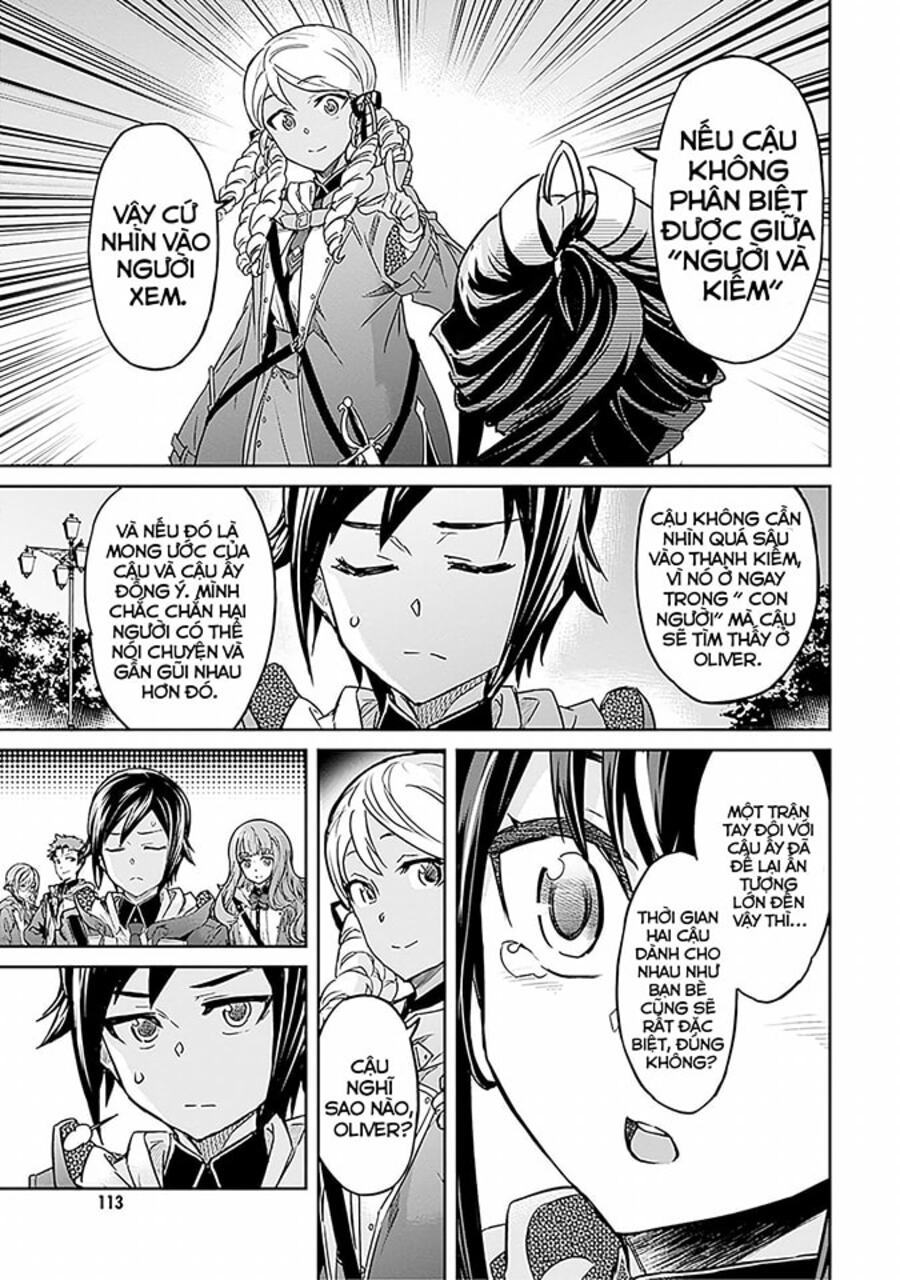 NẾU CẬU
KHÔNG
PHÂN BIỆT
ĐƯỢC GIỮA
"NGƯỜI VÀ
KIẾM"
VẬY CỨ
NHÌN VÀO
NGƯỜI
XEM.
CẬU KHÔNG CẦN
NHÌN QUÁ SÂU
VÀO THANH KIẾM,
VÌ NÓ Ở NGAY
TRONG " CON
NGƯỜI" MÀ CẬU
SẼ TÌM THẤY Ở
OLIVER.
VÀ NẾU ĐÓ LÀ
MONG ƯỚC CỦA
CẬU VÀ CẬU ẤY
ĐỒNG Ý. MÌNH
CHẮC CHẮN HAI
NGƯỜI CÓ THỂ
NÓI CHUYỆN VÀ
GẦN GŨI NHAU
HƠN ĐÓ.
MỘT TRẬN
TAY ĐÔI VỚI
CẬU ẤY ĐÃ
ĐỂ LẠI ẤN
TƯỢNG
LỚN ĐẾN
VẬY THÌ...
THỜI GIAN
HAI CẬU
DÀNH CHO
NHAU NHƯ
BẠN BÈ
CŨNG SẼ
RẤT ĐẶC
BIỆT, ĐÚNG
KHÔNG?
CẬU
NGHĨ
SAO NÀO,
OLIVER?
113